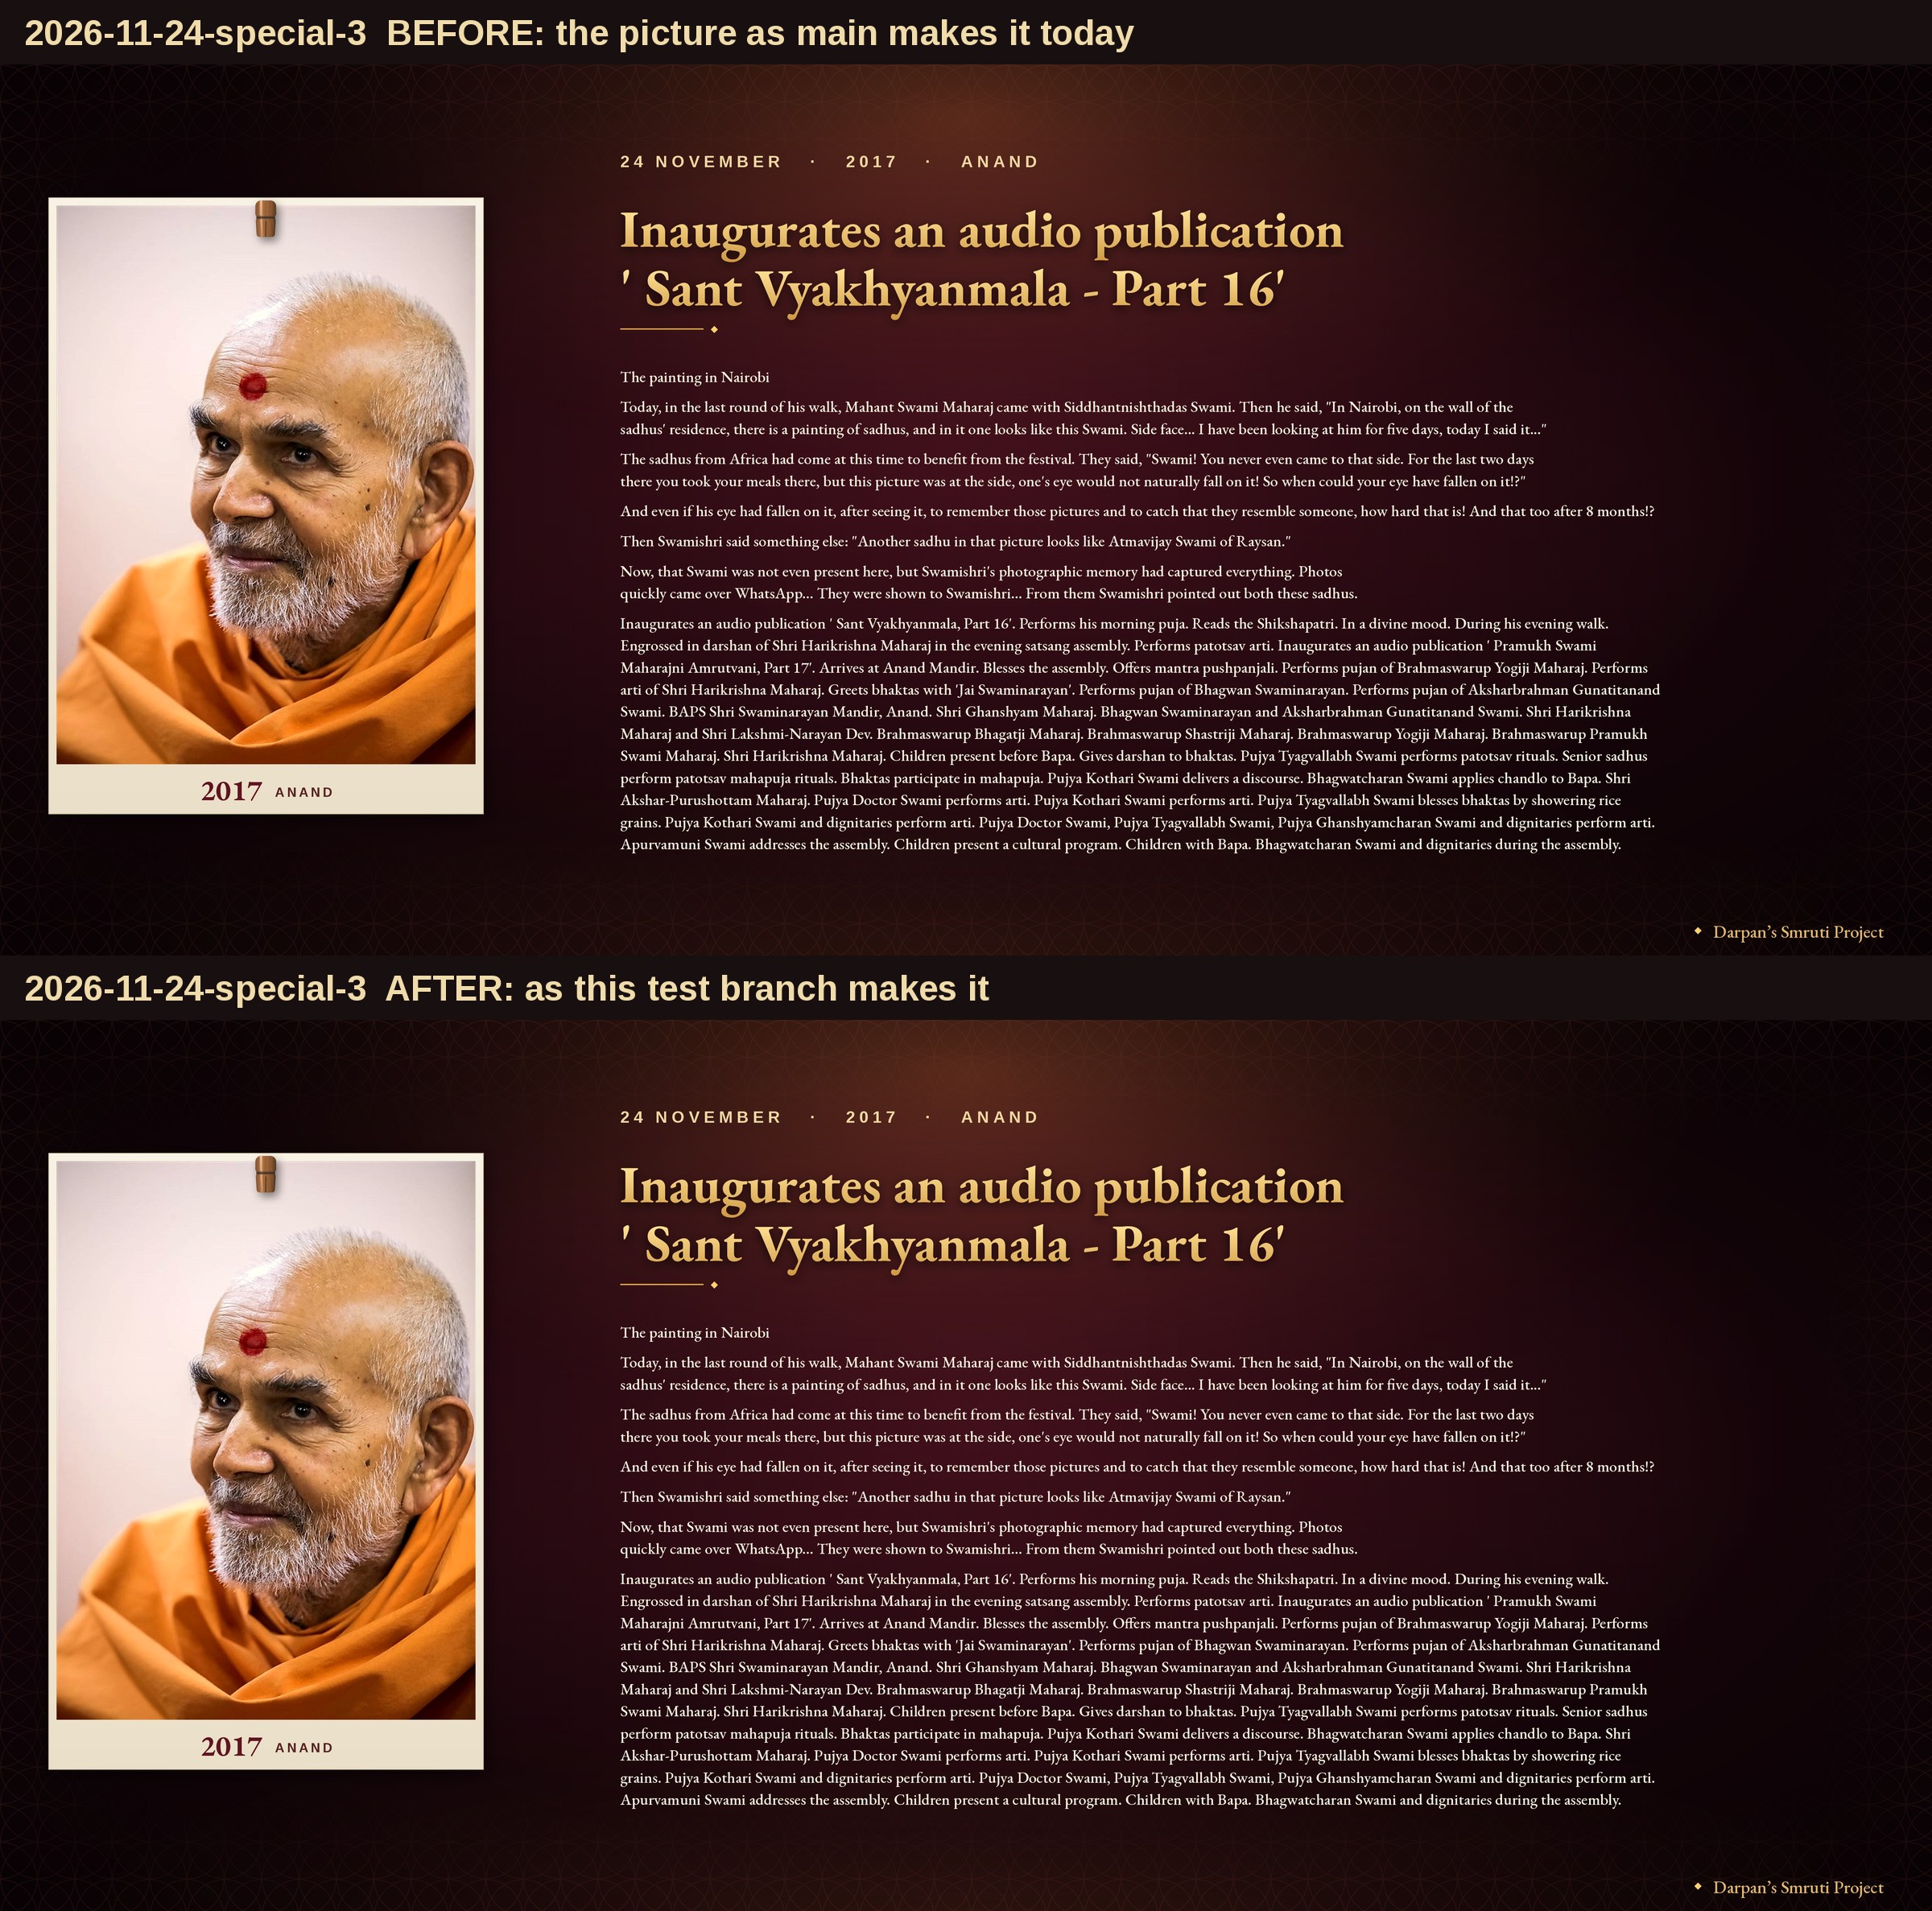 2026-11-24-special-3  BEFORE: the picture as main makes it today
24 NOVEMBER · 2017 · ANAND
Inaugurates an audio publication
' Sant Vyakhyanmala - Part 16'
The painting in Nairobi
Today, in the last round of his walk, Mahant Swami Maharaj came with Siddhantnishthadas Swami. Then he said, "In Nairobi, on the wall of the
sadhus' residence, there is a painting of sadhus, and in it one looks like this Swami. Side face... I have been looking at him for five days, today I said it..."
The sadhus from Africa had come at this time to benefit from the festival. They said, "Swami! You never even came to that side. For the last two days
there you took your meals there, but this picture was at the side, one's eye would not naturally fall on it! So when could your eye have fallen on it!?"
And even if his eye had fallen on it, after seeing it, to remember those pictures and to catch that they resemble someone, how hard that is! And that too after 8 months!?
Then Swamishri said something else: "Another sadhu in that picture looks like Atmavijay Swami of Raysan."
Now, that Swami was not even present here, but Swamishri's photographic memory had captured everything. Photos
quickly came over WhatsApp... They were shown to Swamishri... From them Swamishri pointed out both these sadhus.
Inaugurates an audio publication ' Sant Vyakhyanmala, Part 16'. Performs his morning puja. Reads the Shikshapatri. In a divine mood. During his evening walk.
Engrossed in darshan of Shri Harikrishna Maharaj in the evening satsang assembly. Performs patotsav arti. Inaugurates an audio publication ' Pramukh Swami
Maharajni Amrutvani, Part 17'. Arrives at Anand Mandir. Blesses the assembly. Offers mantra pushpanjali. Performs pujan of Brahmaswarup Yogiji Maharaj. Performs
arti of Shri Harikrishna Maharaj. Greets bhaktas with 'Jai Swaminarayan'. Performs pujan of Bhagwan Swaminarayan. Performs pujan of Aksharbrahman Gunatitanand
Swami. BAPS Shri Swaminarayan Mandir, Anand. Shri Ghanshyam Maharaj. Bhagwan Swaminarayan and Aksharbrahman Gunatitanand Swami. Shri Harikrishna
Maharaj and Shri Lakshmi-Narayan Dev. Brahmaswarup Bhagatji Maharaj. Brahmaswarup Shastriji Maharaj. Brahmaswarup Yogiji Maharaj. Brahmaswarup Pramukh
Swami Maharaj. Shri Harikrishna Maharaj. Children present before Bapa. Gives darshan to bhaktas. Pujya Tyagvallabh Swami performs patotsav rituals. Senior sadhus
perform patotsav mahapuja rituals. Bhaktas participate in mahapuja. Pujya Kothari Swami delivers a discourse. Bhagwatcharan Swami applies chandlo to Bapa. Shri
Akshar-Purushottam Maharaj. Pujya Doctor Swami performs arti. Pujya Kothari Swami performs arti. Pujya Tyagvallabh Swami blesses bhaktas by showering rice
grains. Pujya Kothari Swami and dignitaries perform arti. Pujya Doctor Swami, Pujya Tyagvallabh Swami, Pujya Ghanshyamcharan Swami and dignitaries perform arti.
Apurvamuni Swami addresses the assembly. Children present a cultural program. Children with Bapa. Bhagwatcharan Swami and dignitaries during the assembly.
2017 ANAND
Darpan’s Smruti Project
2026-11-24-special-3  AFTER: as this test branch makes it
24 NOVEMBER · 2017 · ANAND
Inaugurates an audio publication
' Sant Vyakhyanmala - Part 16'
The painting in Nairobi
Today, in the last round of his walk, Mahant Swami Maharaj came with Siddhantnishthadas Swami. Then he said, "In Nairobi, on the wall of the
sadhus' residence, there is a painting of sadhus, and in it one looks like this Swami. Side face... I have been looking at him for five days, today I said it..."
The sadhus from Africa had come at this time to benefit from the festival. They said, "Swami! You never even came to that side. For the last two days
there you took your meals there, but this picture was at the side, one's eye would not naturally fall on it! So when could your eye have fallen on it!?"
And even if his eye had fallen on it, after seeing it, to remember those pictures and to catch that they resemble someone, how hard that is! And that too after 8 months!?
Then Swamishri said something else: "Another sadhu in that picture looks like Atmavijay Swami of Raysan."
Now, that Swami was not even present here, but Swamishri's photographic memory had captured everything. Photos
quickly came over WhatsApp... They were shown to Swamishri... From them Swamishri pointed out both these sadhus.
Inaugurates an audio publication ' Sant Vyakhyanmala, Part 16'. Performs his morning puja. Reads the Shikshapatri. In a divine mood. During his evening walk.
Engrossed in darshan of Shri Harikrishna Maharaj in the evening satsang assembly. Performs patotsav arti. Inaugurates an audio publication ' Pramukh Swami
Maharajni Amrutvani, Part 17'. Arrives at Anand Mandir. Blesses the assembly. Offers mantra pushpanjali. Performs pujan of Brahmaswarup Yogiji Maharaj. Performs
arti of Shri Harikrishna Maharaj. Greets bhaktas with 'Jai Swaminarayan'. Performs pujan of Bhagwan Swaminarayan. Performs pujan of Aksharbrahman Gunatitanand
Swami. BAPS Shri Swaminarayan Mandir, Anand. Shri Ghanshyam Maharaj. Bhagwan Swaminarayan and Aksharbrahman Gunatitanand Swami. Shri Harikrishna
Maharaj and Shri Lakshmi-Narayan Dev. Brahmaswarup Bhagatji Maharaj. Brahmaswarup Shastriji Maharaj. Brahmaswarup Yogiji Maharaj. Brahmaswarup Pramukh
Swami Maharaj. Shri Harikrishna Maharaj. Children present before Bapa. Gives darshan to bhaktas. Pujya Tyagvallabh Swami performs patotsav rituals. Senior sadhus
perform patotsav mahapuja rituals. Bhaktas participate in mahapuja. Pujya Kothari Swami delivers a discourse. Bhagwatcharan Swami applies chandlo to Bapa. Shri
Akshar-Purushottam Maharaj. Pujya Doctor Swami performs arti. Pujya Kothari Swami performs arti. Pujya Tyagvallabh Swami blesses bhaktas by showering rice
grains. Pujya Kothari Swami and dignitaries perform arti. Pujya Doctor Swami, Pujya Tyagvallabh Swami, Pujya Ghanshyamcharan Swami and dignitaries perform arti.
Apurvamuni Swami addresses the assembly. Children present a cultural program. Children with Bapa. Bhagwatcharan Swami and dignitaries during the assembly.
2017 ANAND
Darpan’s Smruti Project